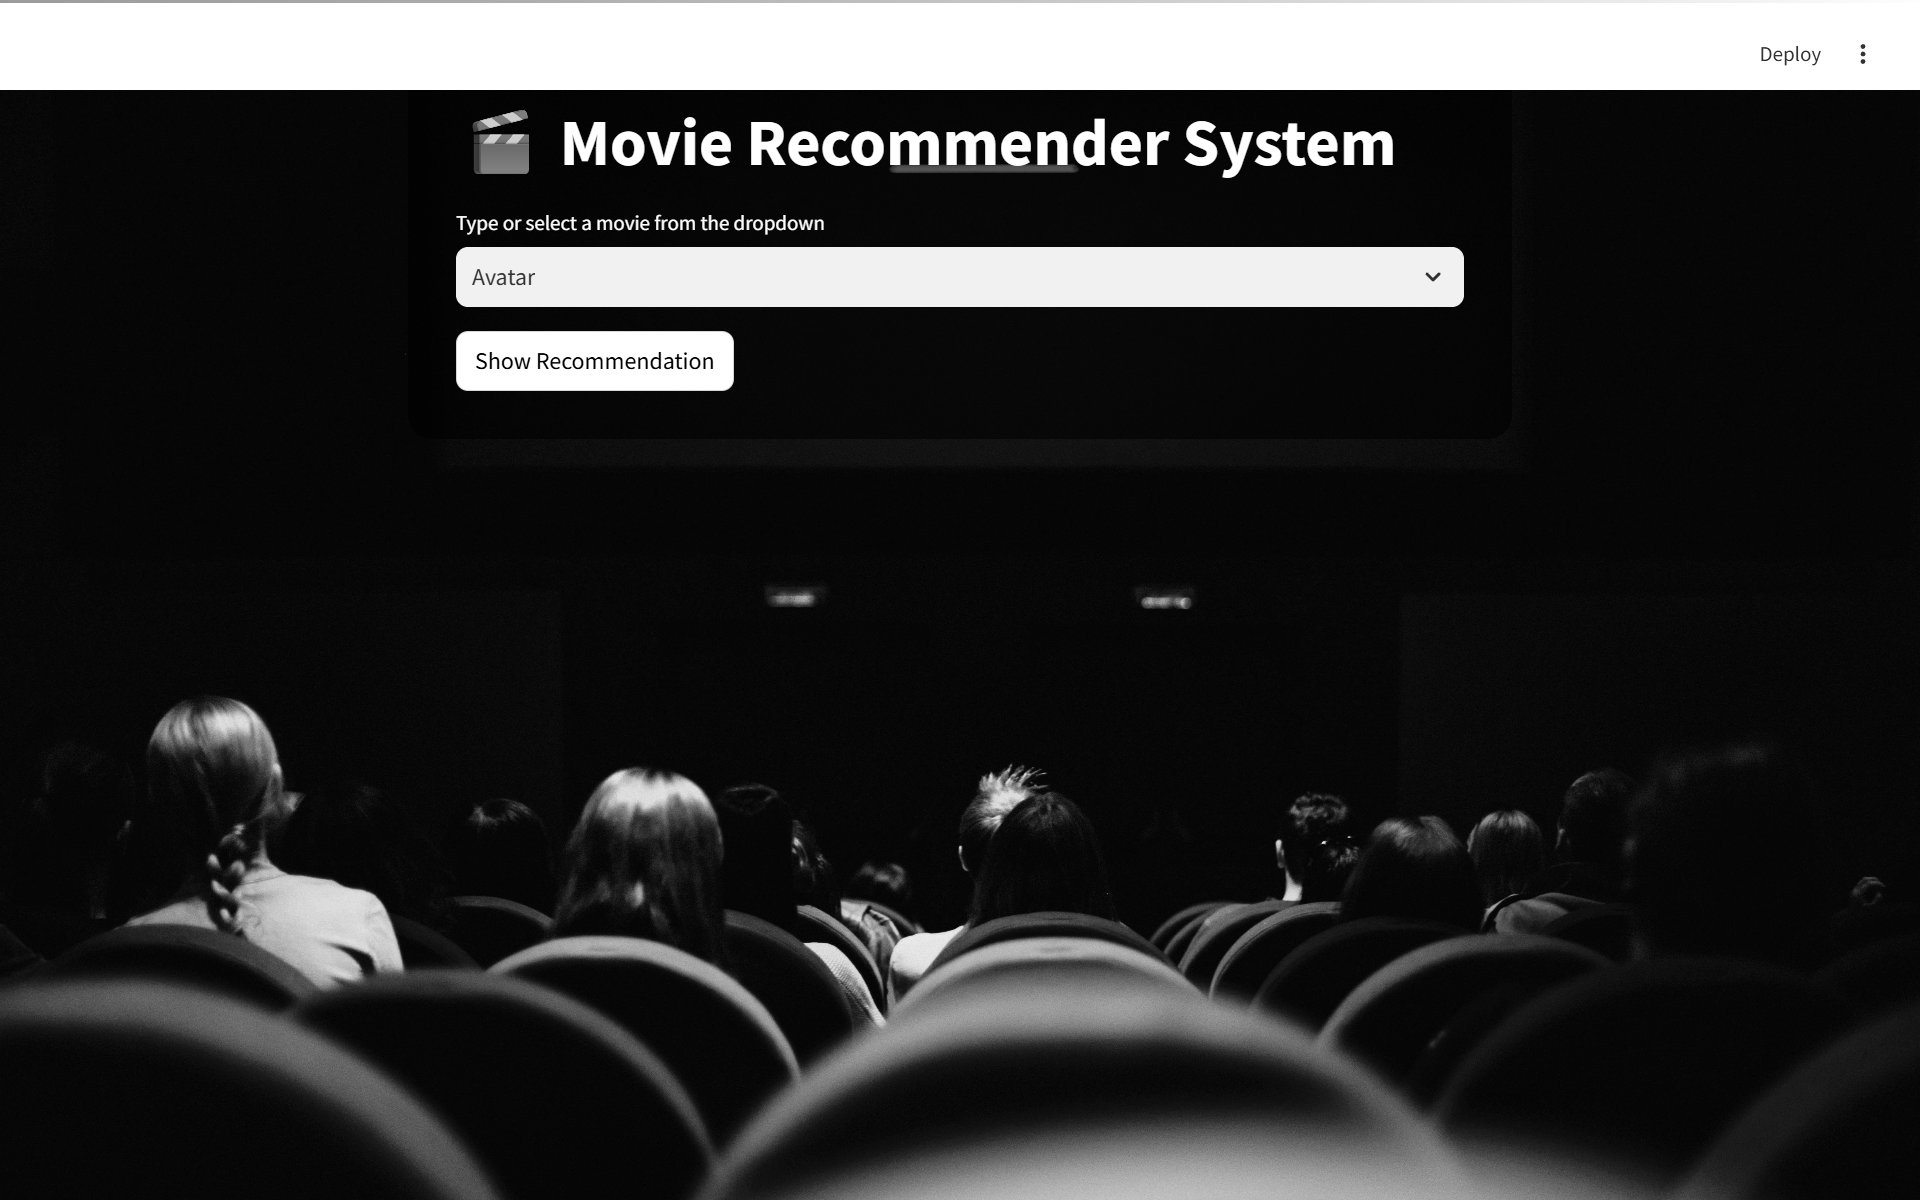 Deploy
Movie Recommender System
Type or select a movie from the dropdown
Avatar
Show Recommendation